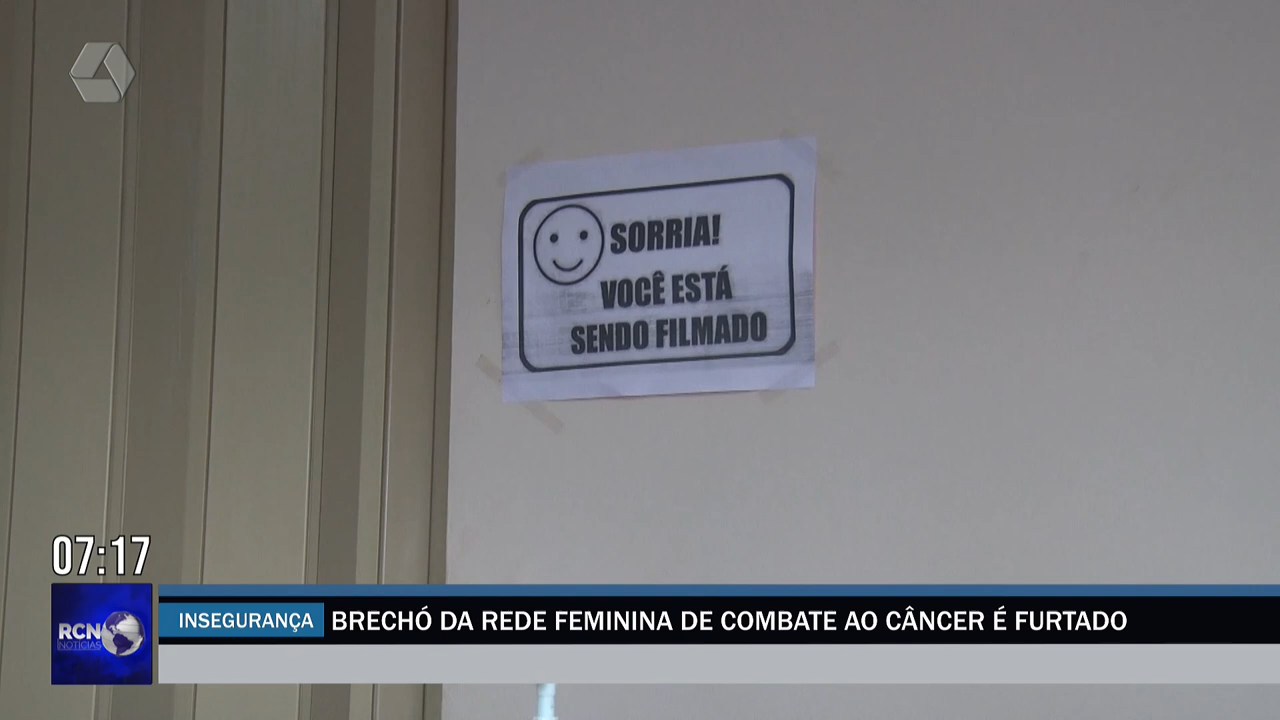 SORRIA!
VOCÊ ESTÁ
SENDO FILMADO
07:17
RCN
NOTÍCIAS
INSEGURANÇA
BRECHÓ DA REDE FEMININA DE COMBATE AO CÂNCER É FURTADO